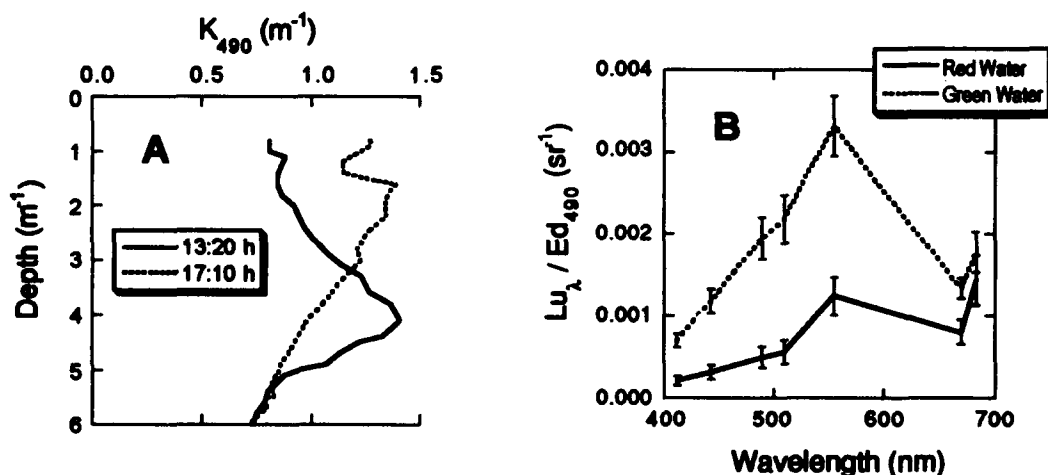 K490 (m-1)
0.0 0.5 1.0 1.5
0
1
2
3
4
5
6
Depth (m-1)
A
13:20 h
17:10 h
0.004
0.003
0.002
0.001
0.000
Luλ / Ed490 (sr-1)
B
Red Water
Green Water
400 500 600 700
Wavelength (nm)